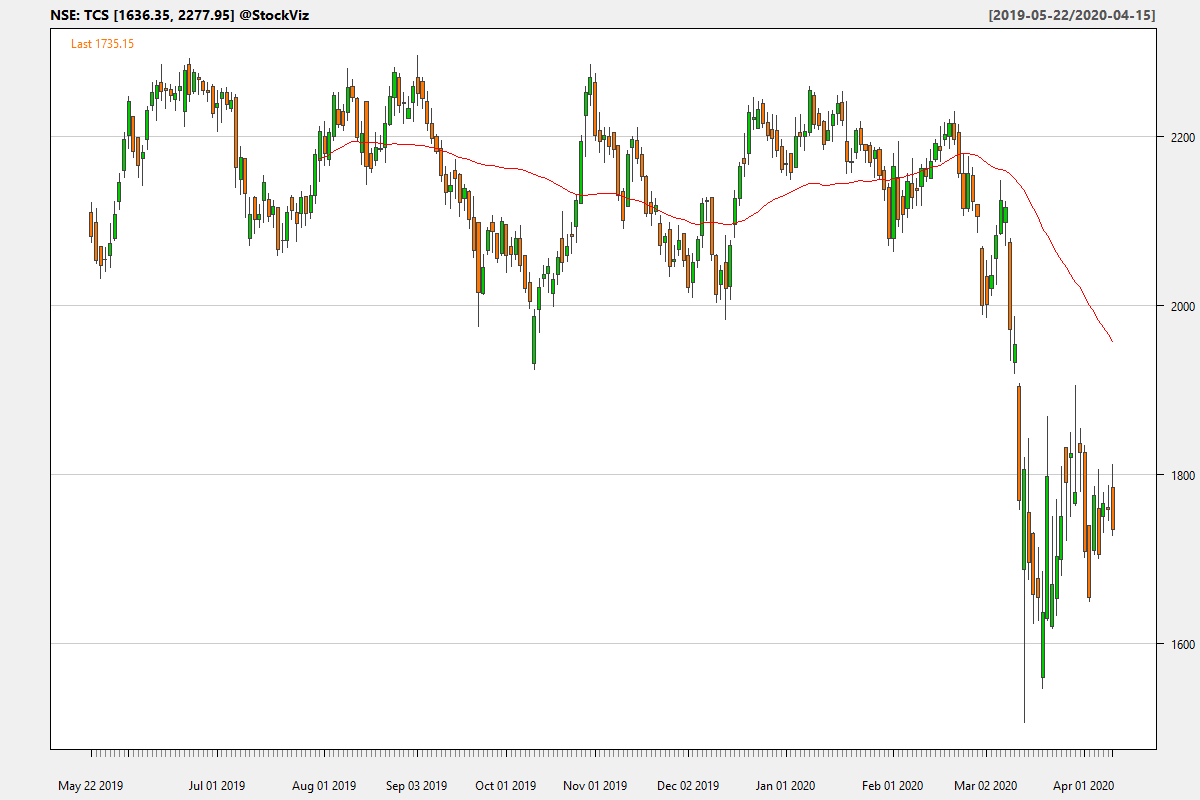 NSE: TCS [1636.35, 2277.95] @StockViz
[2019-05-22/2020-04-15]
Last 1735.15
2200
2000
1800
1600
May 22 2019
Jul 01 2019
Aug 01 2019
Sep 03 2019
Oct 01 2019
Nov 01 2019
Dec 02 2019
Jan 01 2020
Feb 01 2020
Mar 02 2020
Apr 01 2020